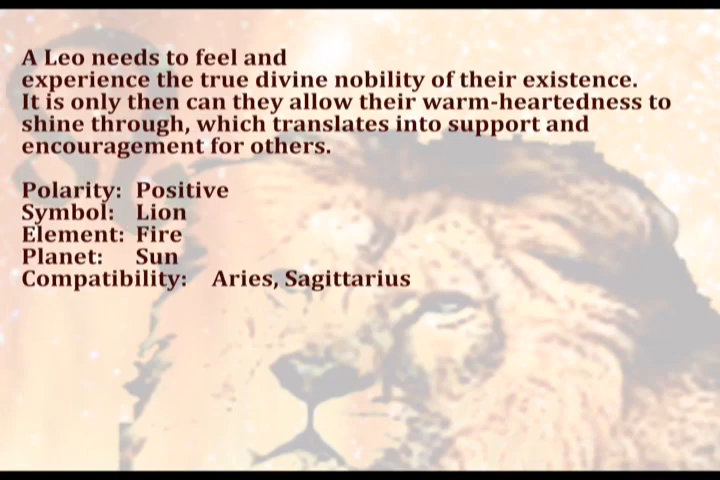 A Leo needs to feel and
experience the true divine nobility of their existence.
It is only then can they allow their warm-heartedness to
shine through, which translates into support and
encouragement for others.
Polarity: Positive
Symbol: Lion
Element: Fire
Planet: Sun
Compatibility: Aries, Sagittarius